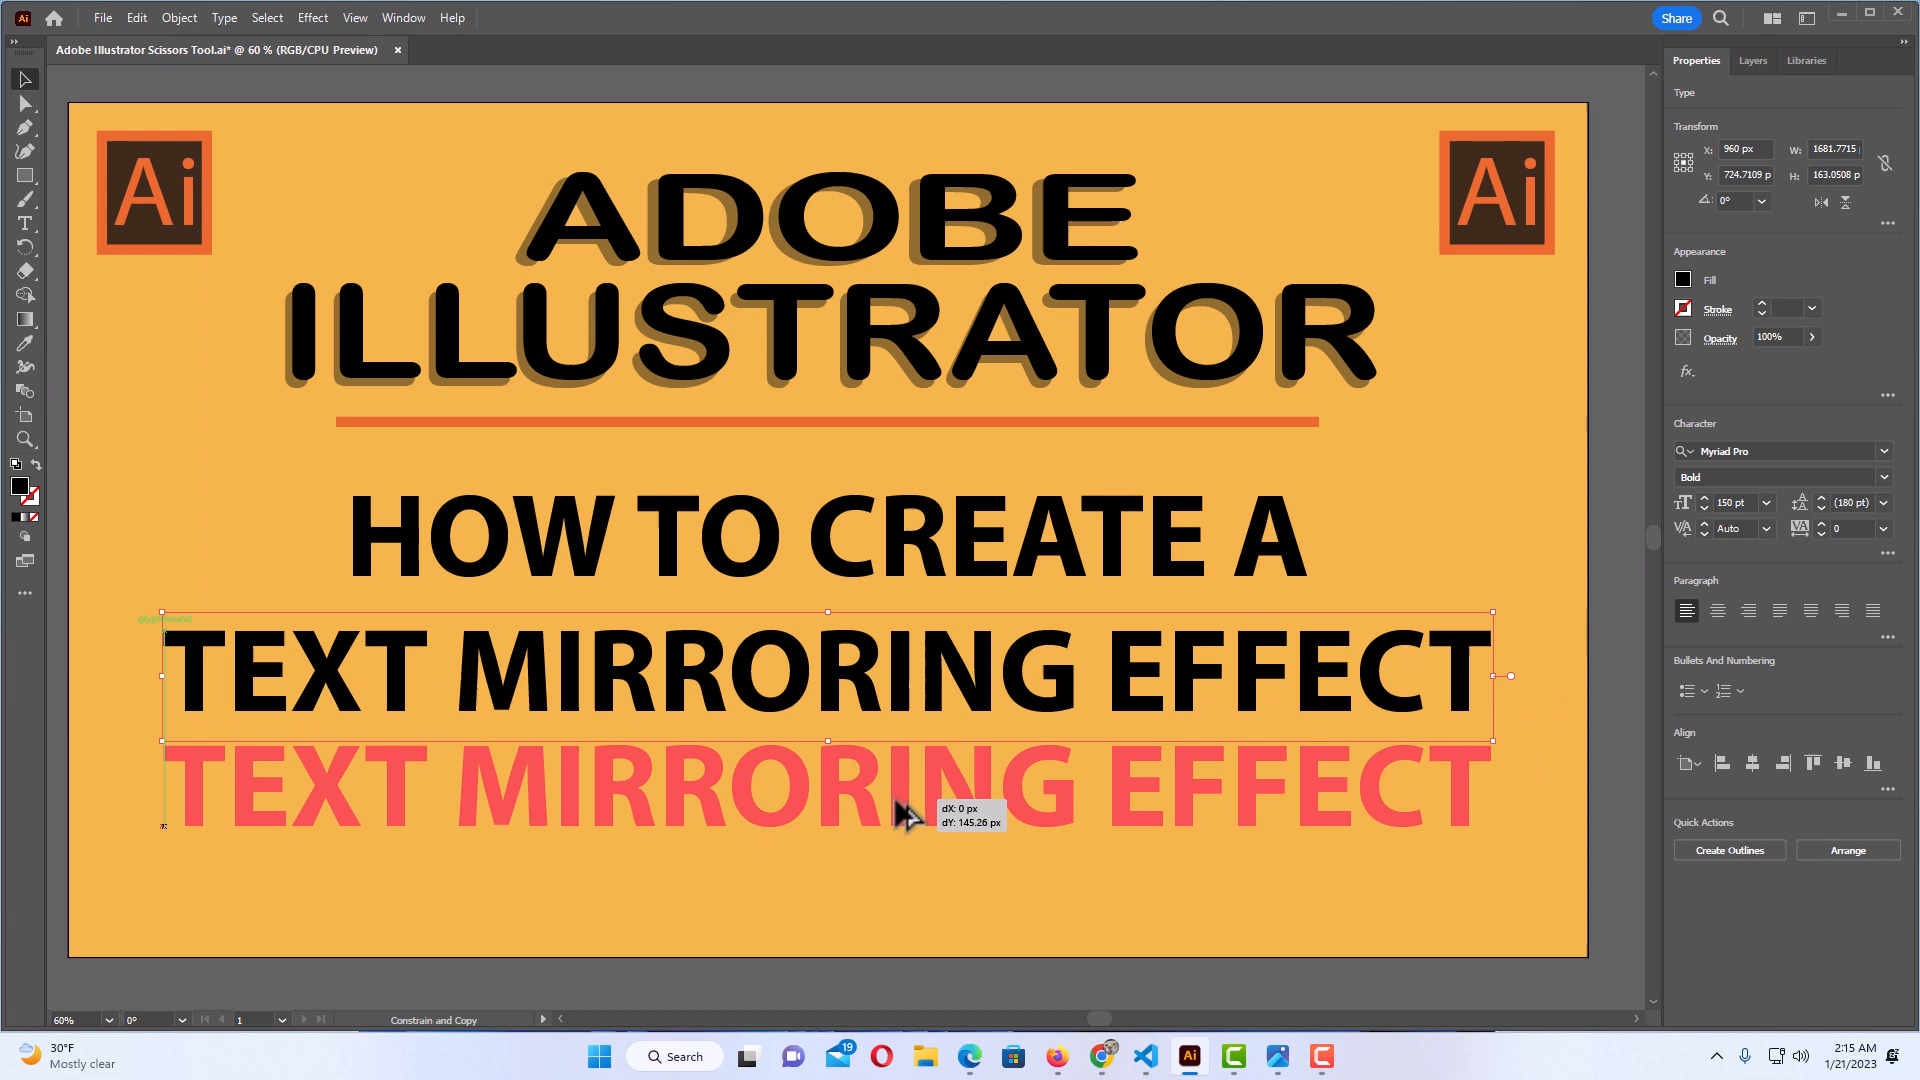 Ai
File Edit Object Type Select Effect View Window Help
Share
Adobe Illustrator Scissors Tool.ai* @ 60 % (RGB/CPU Preview) ×
Properties Layers Libraries
Type
Transform
X: 960 px W: 1681.7715
Y: 724.7109 p H: 163.0508 p
0°
Appearance
Fill
Stroke
Opacity 100%
fx.
Character
Myriad Pro
Bold
150 pt (180 pt)
Auto 0
Paragraph
Bullets And Numbering
Align
Quick Actions
Create Outlines Arrange
Ai Ai
ADOBE
ILLUSTRATOR
HOW TO CREATE A
TEXT MIRRORING EFFECT
TEXT MIRRORING EFFECT
dX: 0 px
dY: 145.26 px
60% 0° 1 Constrain and Copy
30°F
Mostly clear
Search
19
Ai
2:15 AM
1/21/2023